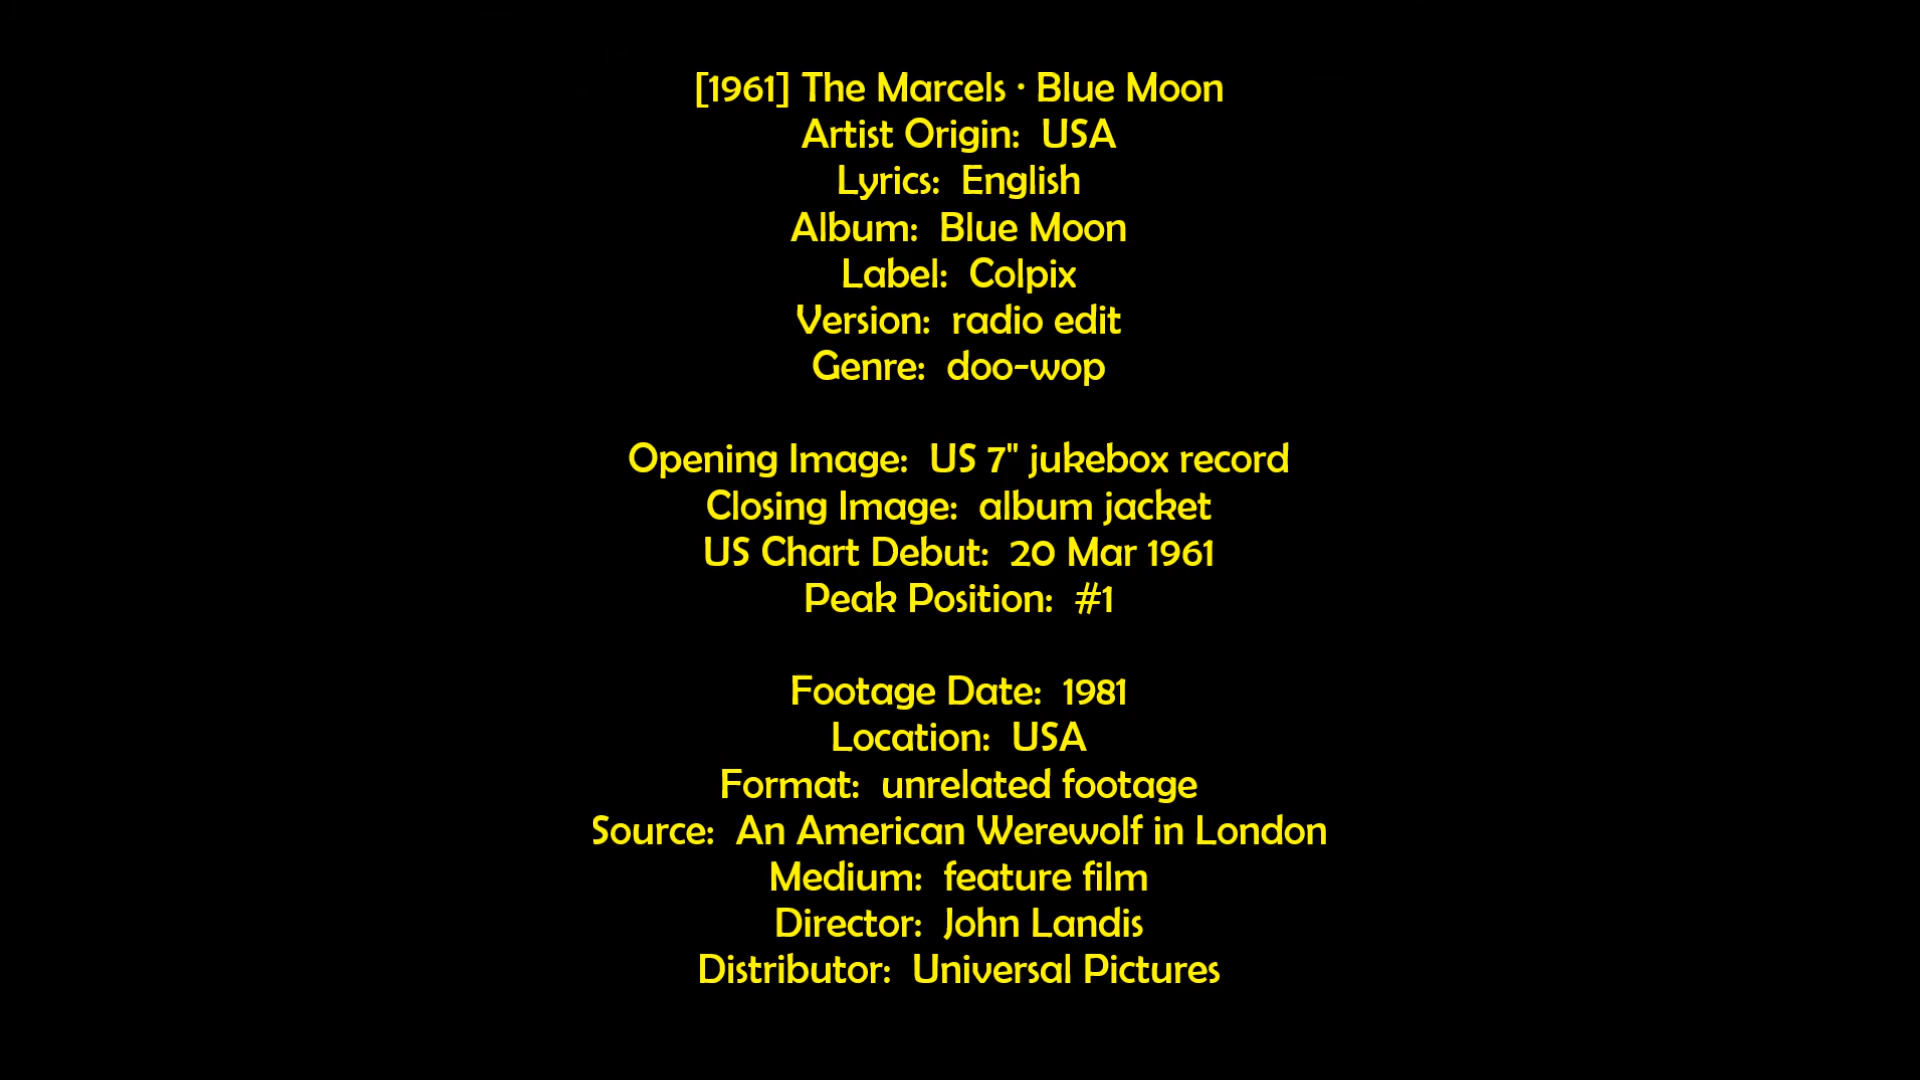 [1961] The Marcels · Blue Moon
Artist Origin:  USA
Lyrics:  English
Album:  Blue Moon
Label:  Colpix
Version:  radio edit
Genre:  doo-wop
Opening Image:  US 7" jukebox record
Closing Image:  album jacket
US Chart Debut:  20 Mar 1961
Peak Position:  #1
Footage Date:  1981
Location:  USA
Format:  unrelated footage
Source:  An American Werewolf in London
Medium:  feature film
Director:  John Landis
Distributor:  Universal Pictures